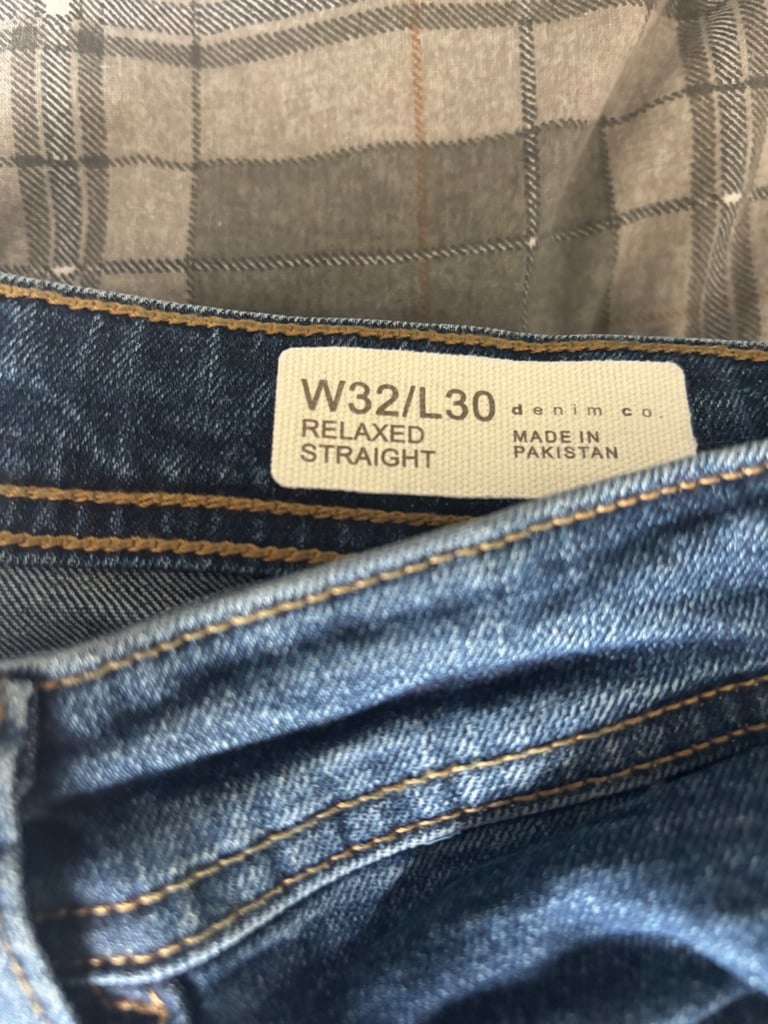 W32/L30 denim co.
RELAXED
STRAIGHT
MADE IN
PAKISTAN